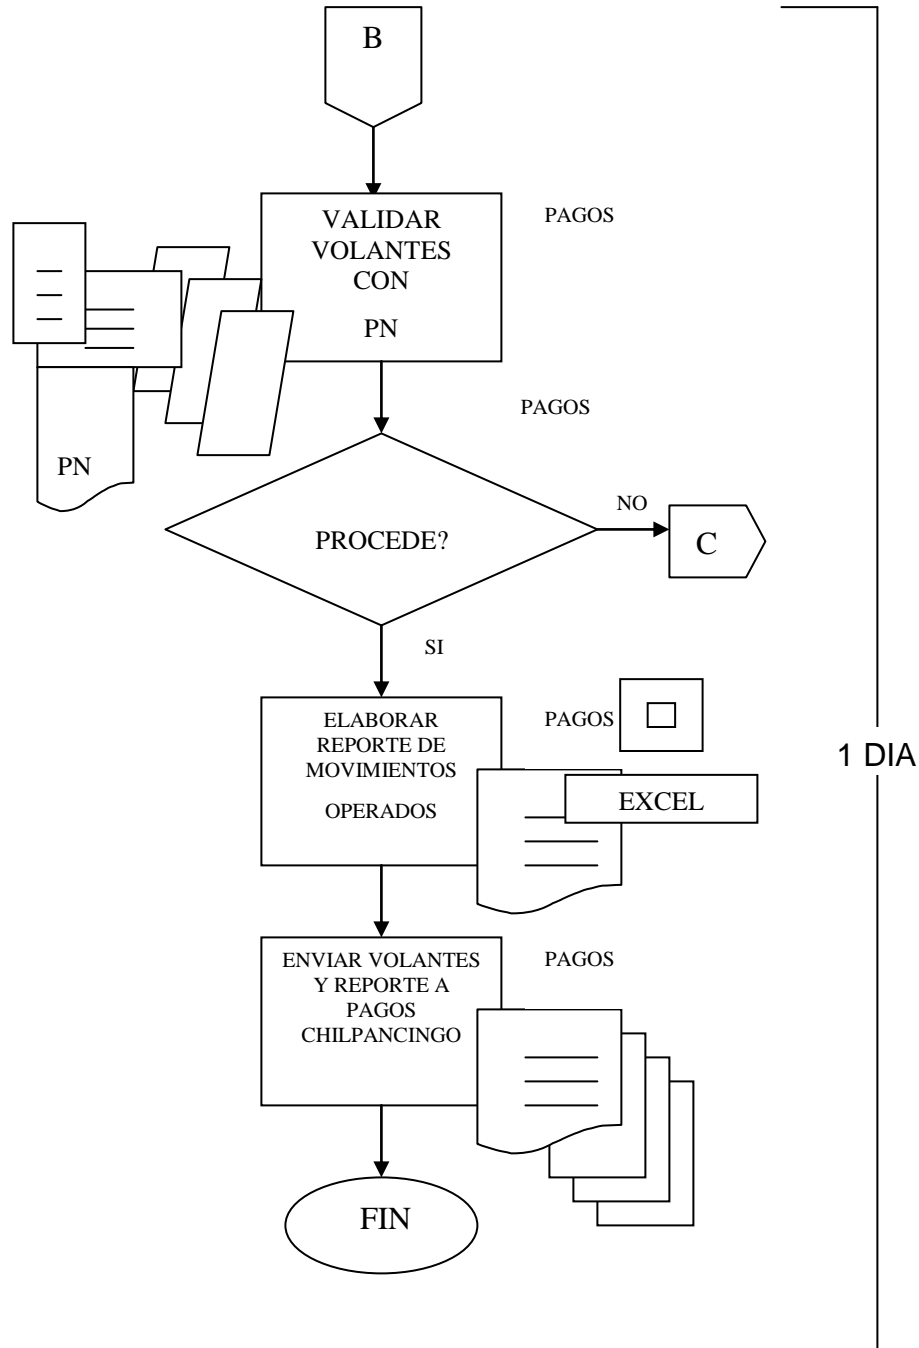 B
VALIDAR
VOLANTES
CON
PN
PAGOS
PN
PAGOS
PROCEDE?
NO
C
SI
ELABORAR
REPORTE DE
MOVIMIENTOS
OPERADOS
PAGOS
EXCEL
1 DIA
ENVIAR VOLANTES
Y REPORTE A
PAGOS
CHILPANCINGO
PAGOS
FIN